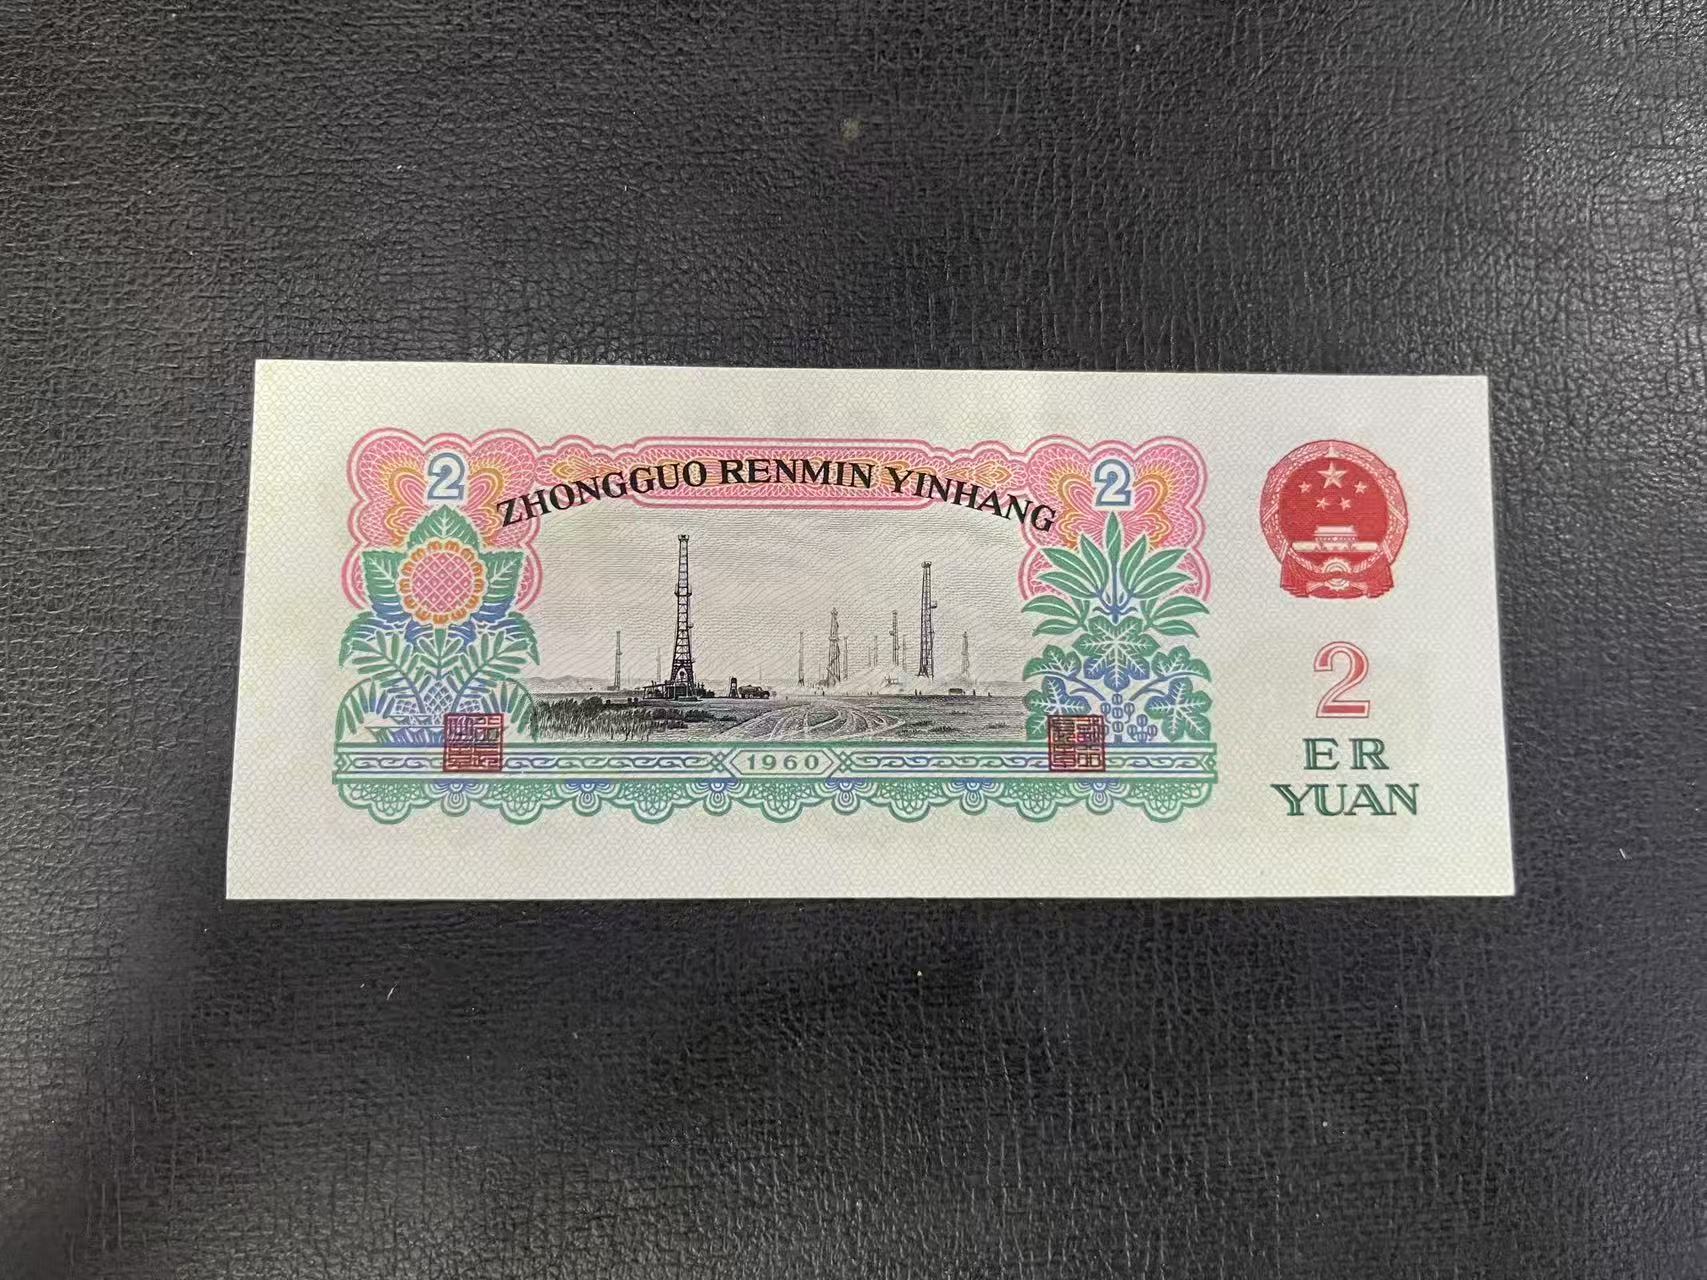 2
ZHONGGUO RENMIN YINHANG
2
1960
2
ER
YUAN